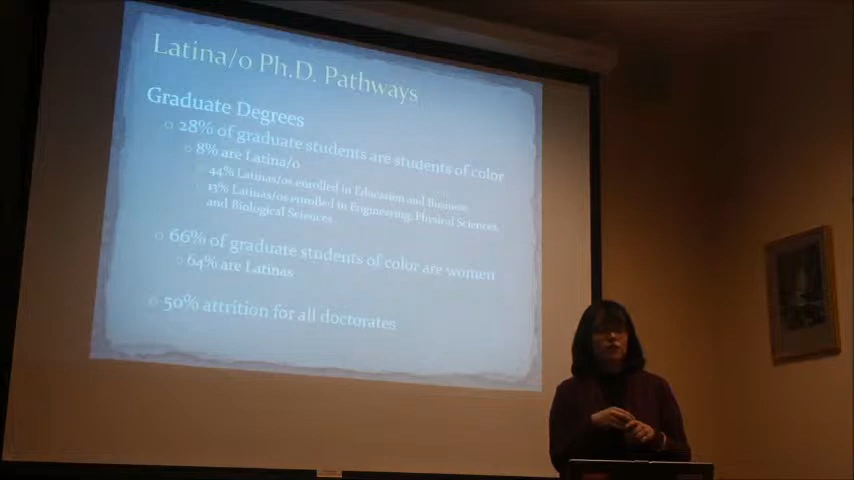 Latina/o Ph.D. Pathways
Graduate Degrees
28% of graduate students are students of color
8% are Latina/o
44% Latinas/os enrolled in Education and Business
13% Latinas/os enrolled in Engineering, Physical Sciences,
and Biological Sciences
66% of graduate students of color are women
64% are Latinas
50% attrition for all doctorates